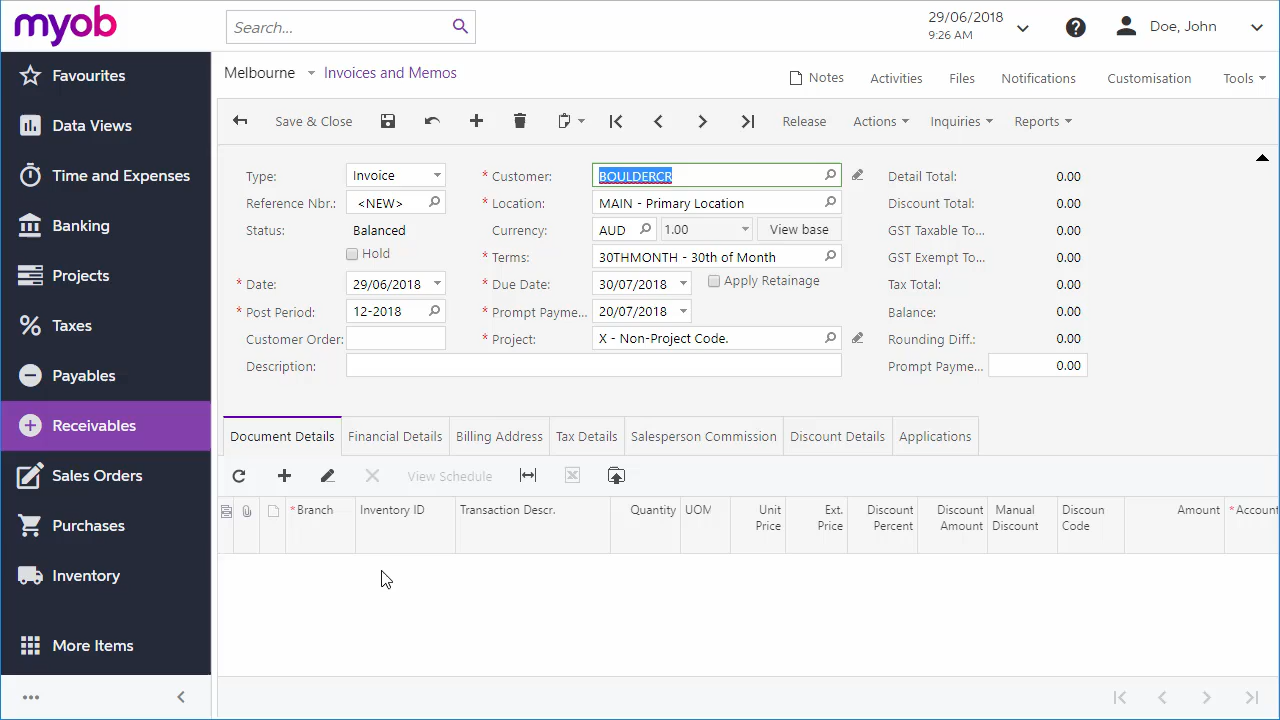 myob
Search...
29/06/2018
9:26 AM
Doe, John
Favourites
Data Views
Time and Expenses
Banking
Projects
Taxes
Payables
Receivables
Sales Orders
Purchases
Inventory
More Items
Melbourne Invoices and Memos
Notes Activities Files Notifications Customisation Tools
Save & Close Release Actions Inquiries Reports
Type: Invoice * Customer: BOULDERCR Detail Total: 0.00
Reference Nbr.: <NEW> * Location: MAIN - Primary Location Discount Total: 0.00
Status: Balanced Currency: AUD 1.00 View base GST Taxable To... 0.00
Hold * Terms: 30THMONTH - 30th of Month GST Exempt To... 0.00
* Date: 29/06/2018 * Due Date: 30/07/2018 Apply Retainage Tax Total: 0.00
* Post Period: 12-2018 * Prompt Payme... 20/07/2018 Balance: 0.00
Customer Order: * Project: X - Non-Project Code. Rounding Diff.: 0.00
Description: Prompt Payme... 0.00
Document Details Financial Details Billing Address Tax Details Salesperson Commission Discount Details Applications
View Schedule
* Branch Inventory ID Transaction Descr. Quantity UOM Unit Ext. Discount Discount Manual Discoun Amount * Account
Price Price Percent Amount Discount Code